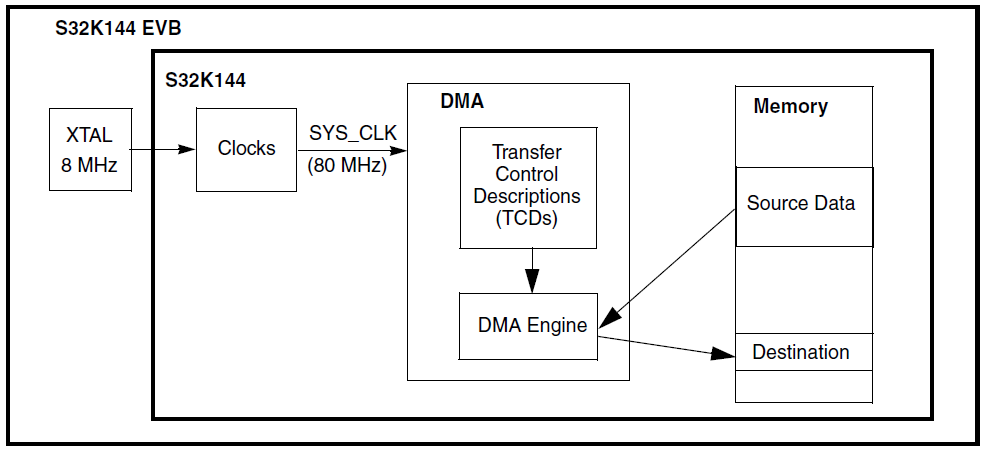 S32K144 EVB
S32K144
XTAL
8 MHz
Clocks
SYS_CLK
(80 MHz)
DMA
Transfer
Control
Descriptions
(TCDs)
DMA Engine
Memory
Source Data
Destination